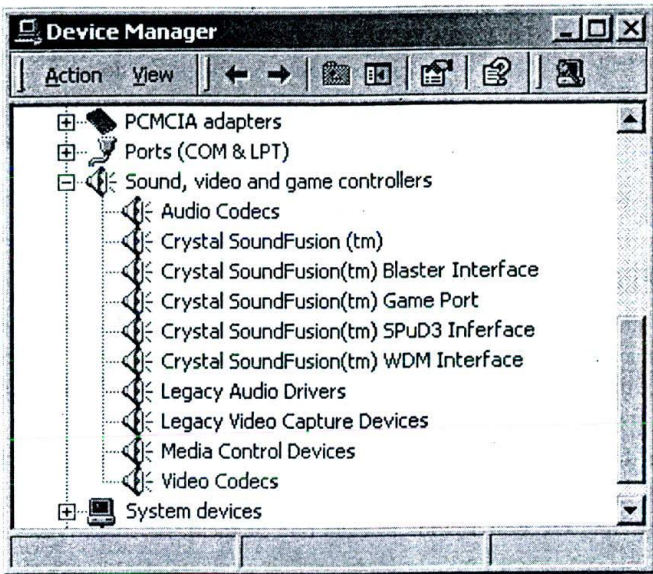 Device Manager
Action View
PCMCIA adapters
Ports (COM & LPT)
Sound, video and game controllers
Audio Codecs
Crystal SoundFusion (tm)
Crystal SoundFusion(tm) Blaster Interface
Crystal SoundFusion(tm) Game Port
Crystal SoundFusion(tm) SPuD3 Inferface
Crystal SoundFusion(tm) WDM Interface
Legacy Audio Drivers
Legacy Video Capture Devices
Media Control Devices
Video Codecs
System devices